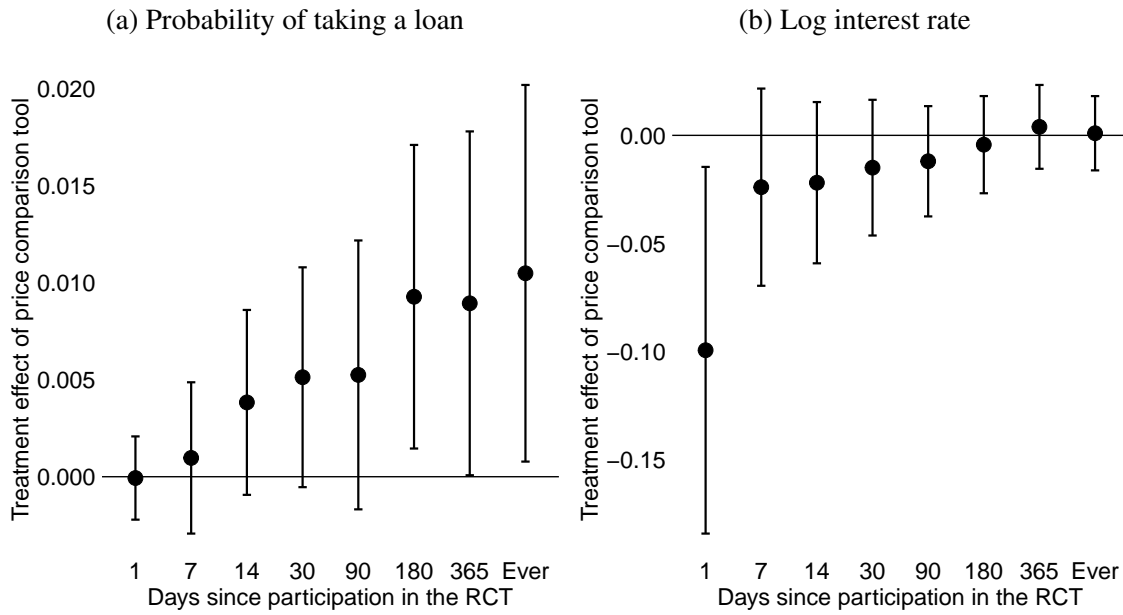 (a) Probability of taking a loan
Treatment effect of price comparison tool
0.020
0.015
0.010
0.005
0.000
1 7 14 30 90 180 365 Ever
Days since participation in the RCT
(b) Log interest rate
Treatment effect of price comparison tool
0.00
−0.05
−0.10
−0.15
1 7 14 30 90 180 365 Ever
Days since participation in the RCT